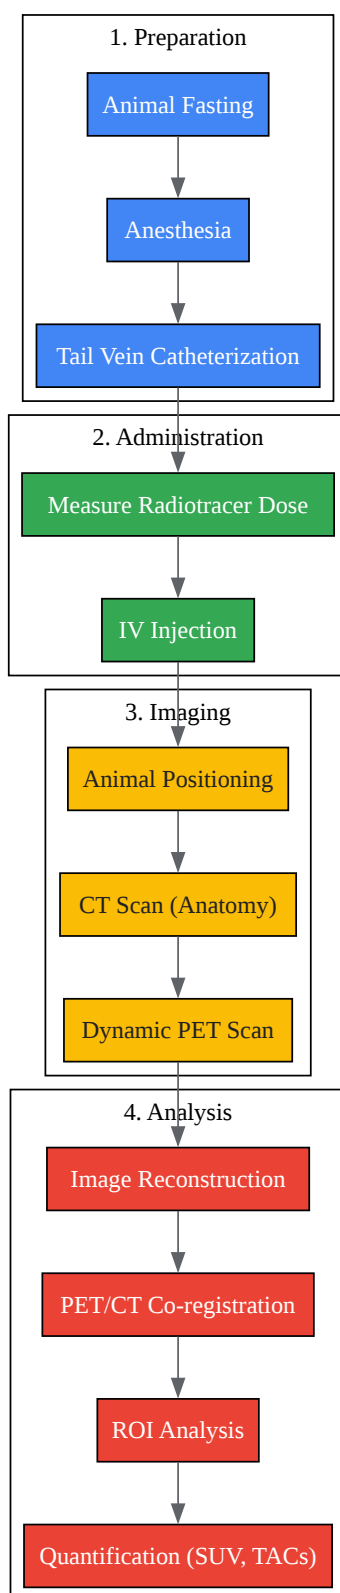 1. Preparation
Animal Fasting
Anesthesia
Tail Vein Catheterization
2. Administration
Measure Radiotracer Dose
IV Injection
3. Imaging
Animal Positioning
CT Scan (Anatomy)
Dynamic PET Scan
4. Analysis
Image Reconstruction
PET/CT Co-registration
ROI Analysis
Quantification (SUV, TACs)